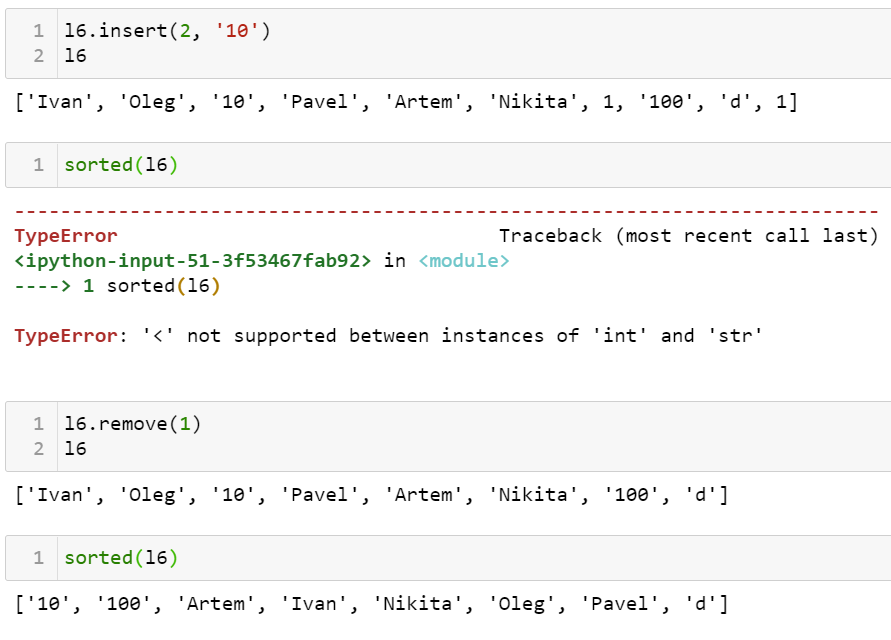 1 l6.insert(2, '10')
2 l6
['Ivan', 'Oleg', '10', 'Pavel', 'Artem', 'Nikita', 1, '100', 'd', 1]
1 sorted(l6)
---------------------------------------------------------------------------
TypeError                                 Traceback (most recent call last)
<ipython-input-51-3f53467fab92> in <module>
----> 1 sorted(l6)
TypeError: '<' not supported between instances of 'int' and 'str'
1 l6.remove(1)
2 l6
['Ivan', 'Oleg', '10', 'Pavel', 'Artem', 'Nikita', '100', 'd']
1 sorted(l6)
['10', '100', 'Artem', 'Ivan', 'Nikita', 'Oleg', 'Pavel', 'd']